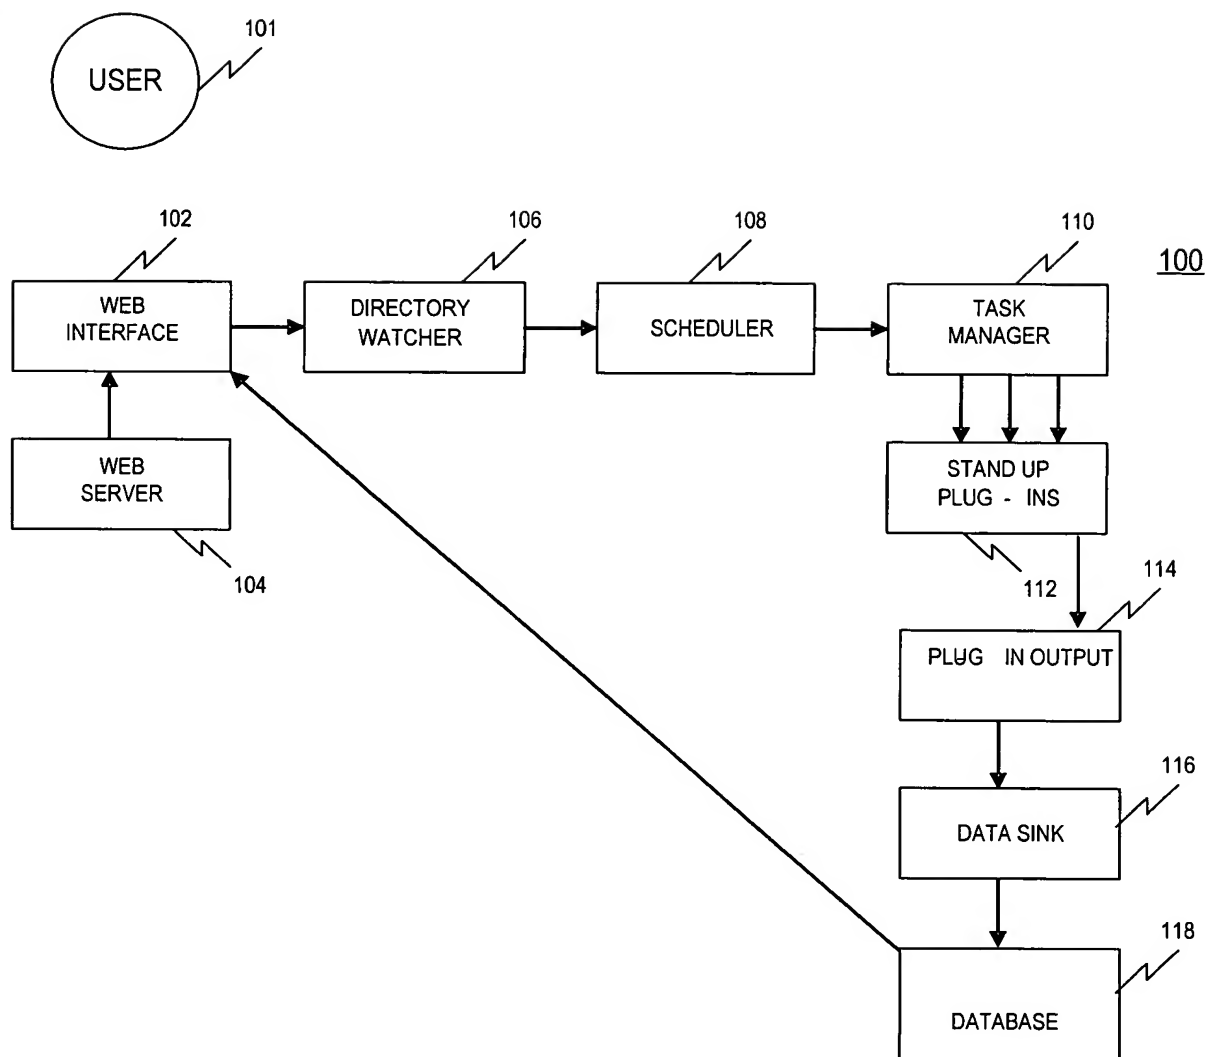 101
USER
102
106
108
110
100
WEB
INTERFACE
DIRECTORY
WATCHER
SCHEDULER
TASK
MANAGER
WEB
SERVER
STAND UP
PLUG - INS
104
112
114
PLUG IN OUTPUT
116
DATA SINK
118
DATABASE